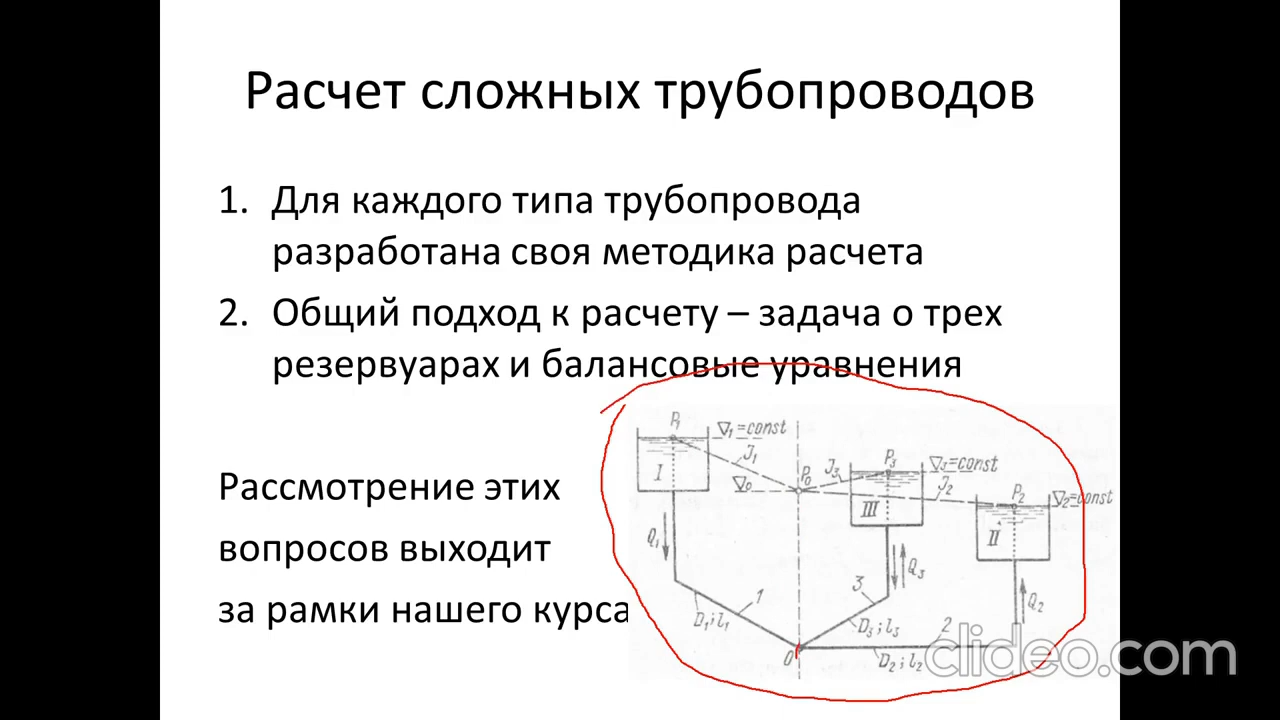 Расчет сложных трубопроводов
1. Для каждого типа трубопровода
разработана своя методика расчета
2. Общий подход к расчету – задача о трех
резервуарах и балансовые уравнения
Рассмотрение этих
вопросов выходит
за рамки нашего курса
P₁
∇₁=const
J₁
I
P₀
∇₀
J₃
P₃
∇₃=const
J₂
III
P₂
∇₂=const
II
Q₁
Q₃
Q₂
1
D₁; l₁
3
D₃; l₃
2
O
D₂; l₂
clideo.com